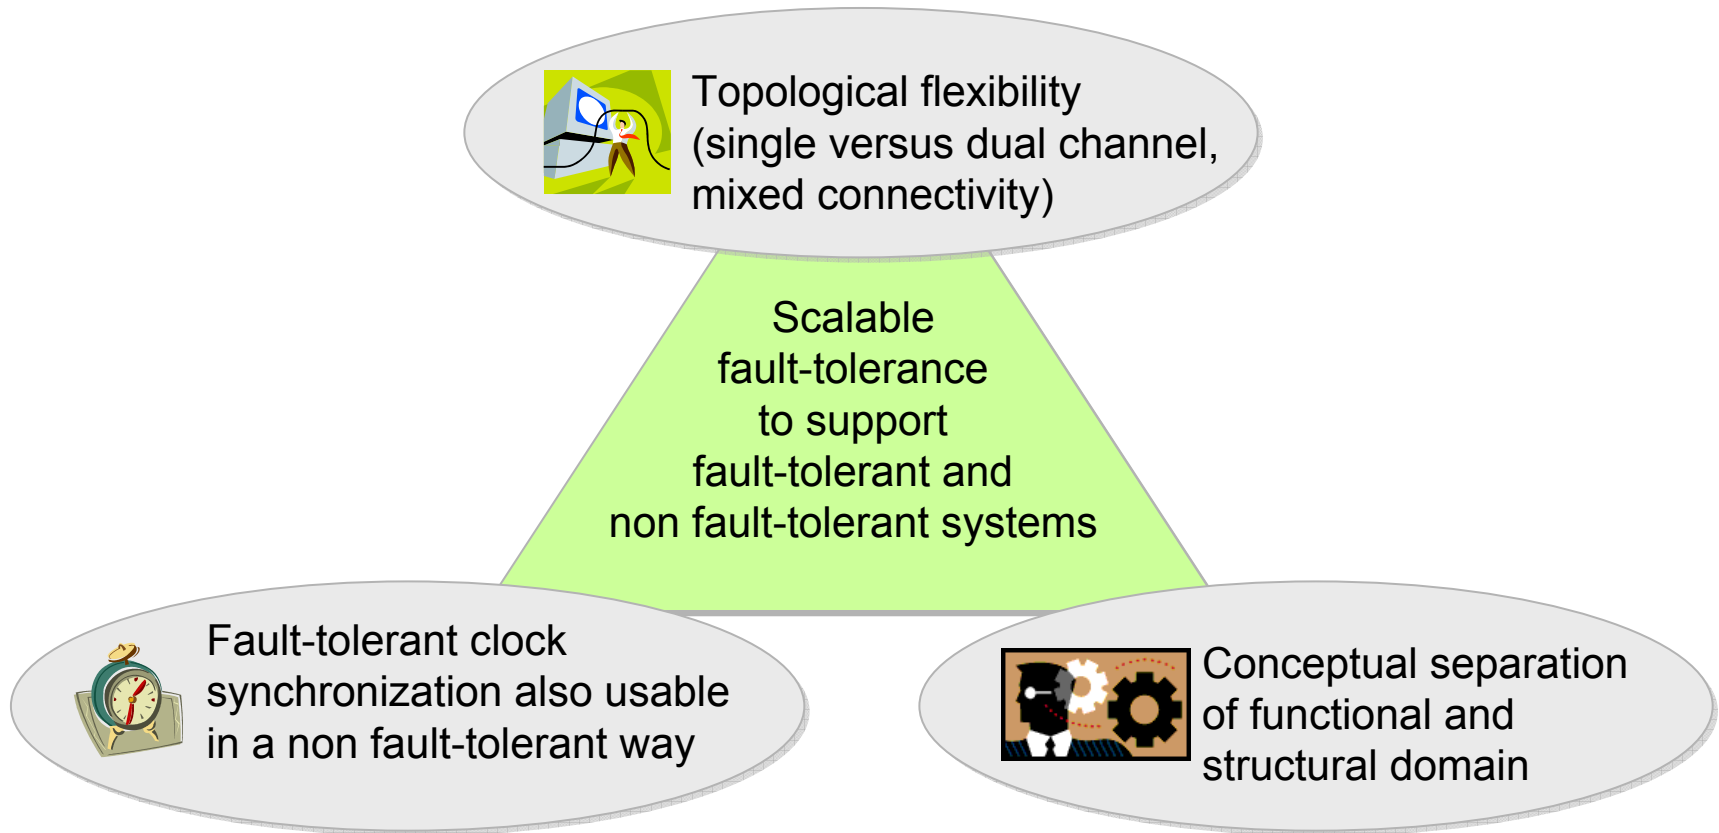 Topological flexibility
(single versus dual channel,
mixed connectivity)
Scalable
fault-tolerance
to support
fault-tolerant and
non fault-tolerant systems
Fault-tolerant clock
synchronization also usable
in a non fault-tolerant way
Conceptual separation
of functional and
structural domain